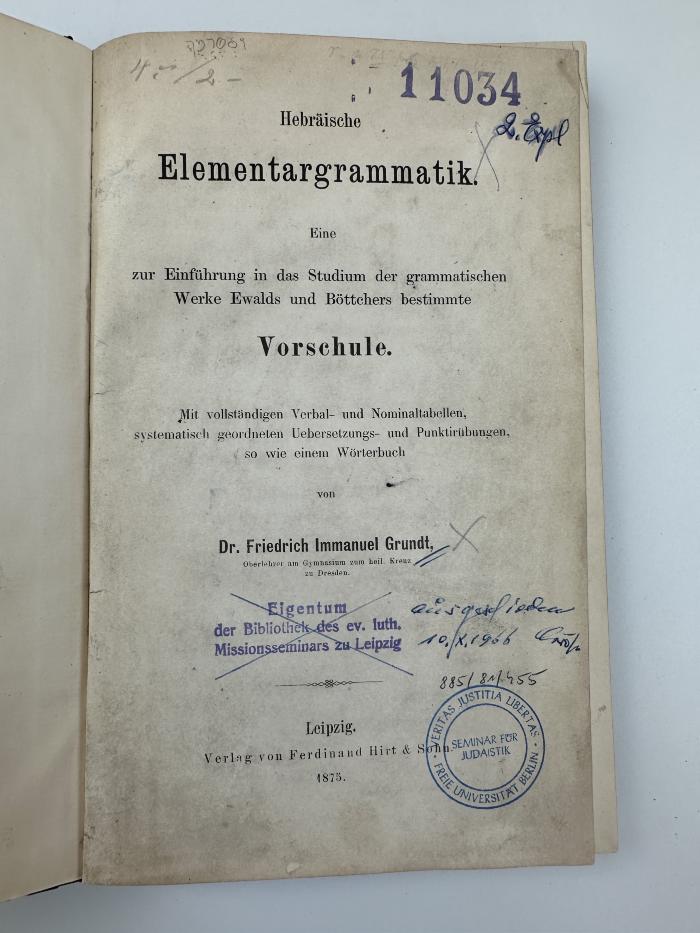 11034
2. Expl
Hebräische
Elementargrammatik.
Eine
zur Einführung in das Studium der grammatischen
Werke Ewalds und Böttchers bestimmte
Vorschule.
Mit vollständigen Verbal- und Nominaltabellen,
systematisch geordneten Uebersetzungs- und Punktirübungen,
so wie einem Wörterbuch
von
Dr. Friedrich Immanuel Grundt,
Oberlehrer am Gymnasium zum heil. Kreuz
zu Dresden.
Eigentum
der Bibliothek des ev. luth.
Missionsseminars zu Leipzig
ausgeschieden
10./X.1966
885/81/455
Leipzig.
Verlag von Ferdinand Hirt & Sohn.
1875.
VERITAS JUSTITIA LIBERTAS
SEMINAR FÜR
JUDAISTIK
FREIE UNIVERSITÄT BERLIN